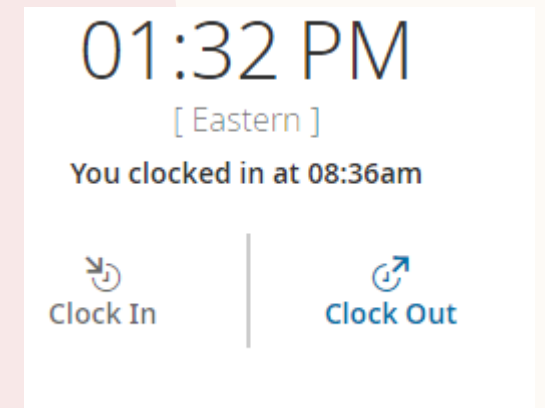 01:32 PM
[ Eastern ]
You clocked in at 08:36am
Clock In
Clock Out